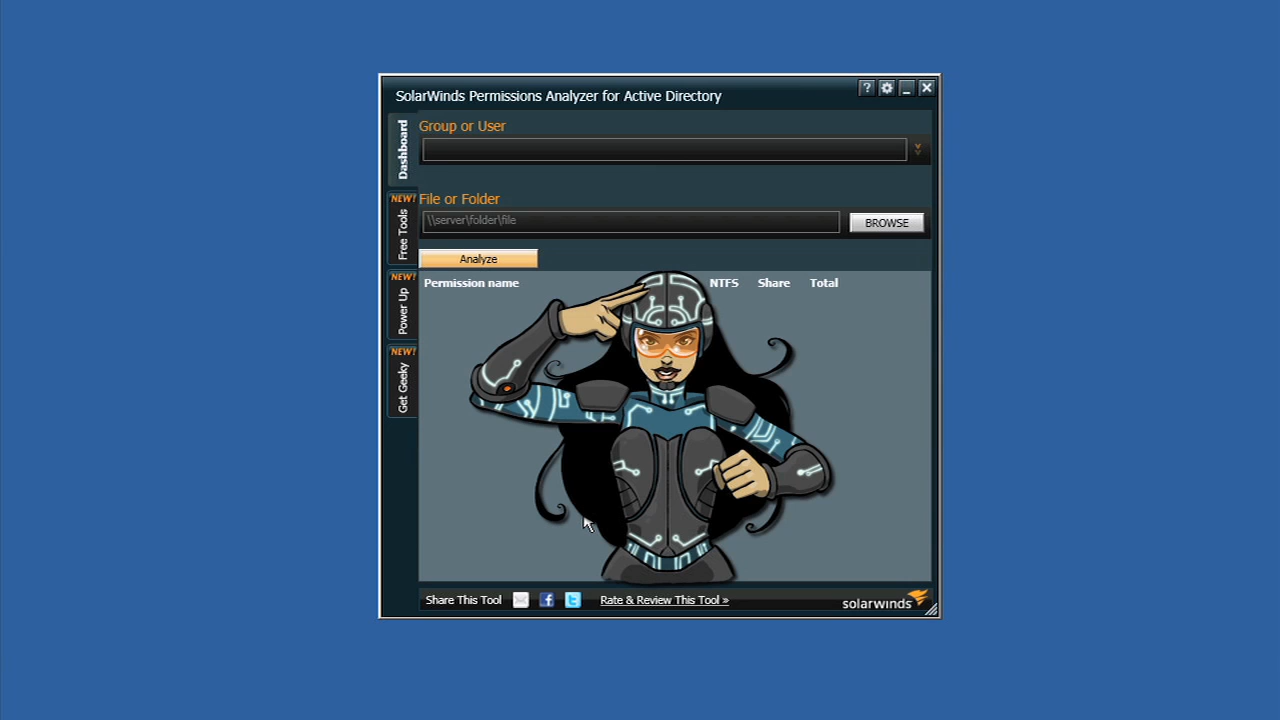 SolarWinds Permissions Analyzer for Active Directory
?
Dashboard
Group or User
NEW!
Free Tools
File or Folder
\\server\folder\file
BROWSE
Analyze
NEW!
Power Up
Permission name NTFS Share Total
NEW!
Get Geeky
Share This Tool
f
t
Rate & Review This Tool »
solarwinds